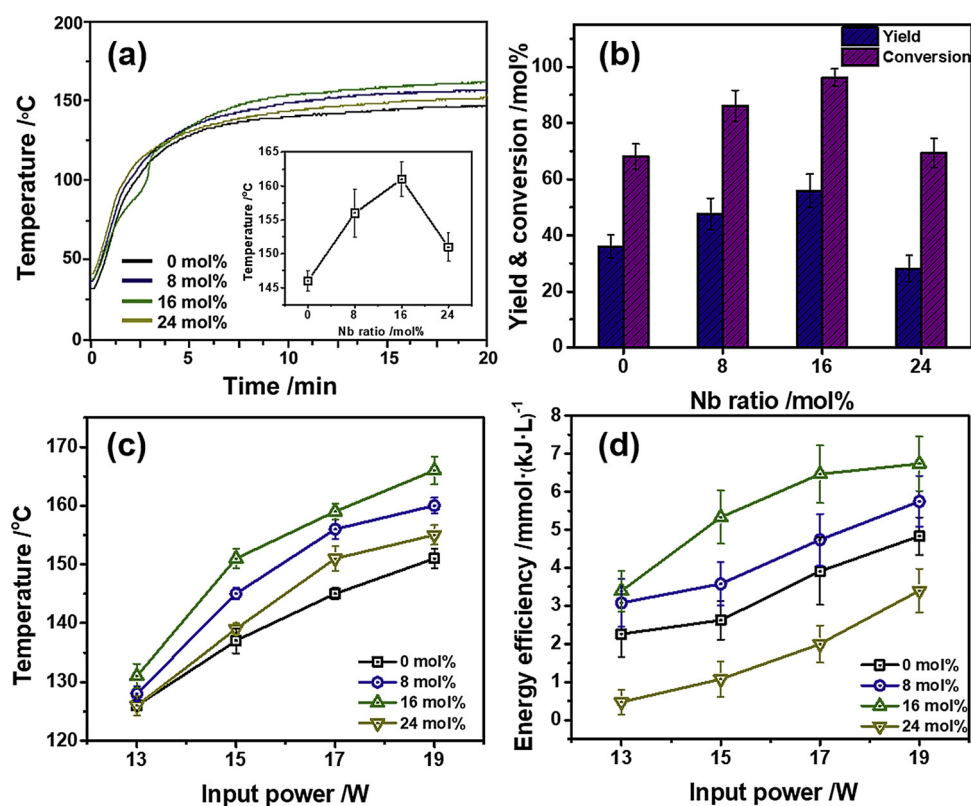 (a)
200
150
100
50
0
Temperature /°C
0 5 10 15 20
Time /min
0 mol%
8 mol%
16 mol%
24 mol%
165
160
155
150
145
Temperature /°C
0 8 16 24
Nb ratio /mol%
(b)
Yield
Conversion
100
80
60
40
20
0
Yield & conversion /mol%
0 8 16 24
Nb ratio /mol%
(c)
170
160
150
140
130
120
Temperature /°C
13 15 17 19
Input power /W
0 mol%
8 mol%
16 mol%
24 mol%
(d)
8
7
6
5
4
3
2
1
0
Energy efficiency /nmol·(kJ·L)⁻¹
13 15 17 19
Input power /W
0 mol%
8 mol%
16 mol%
24 mol%